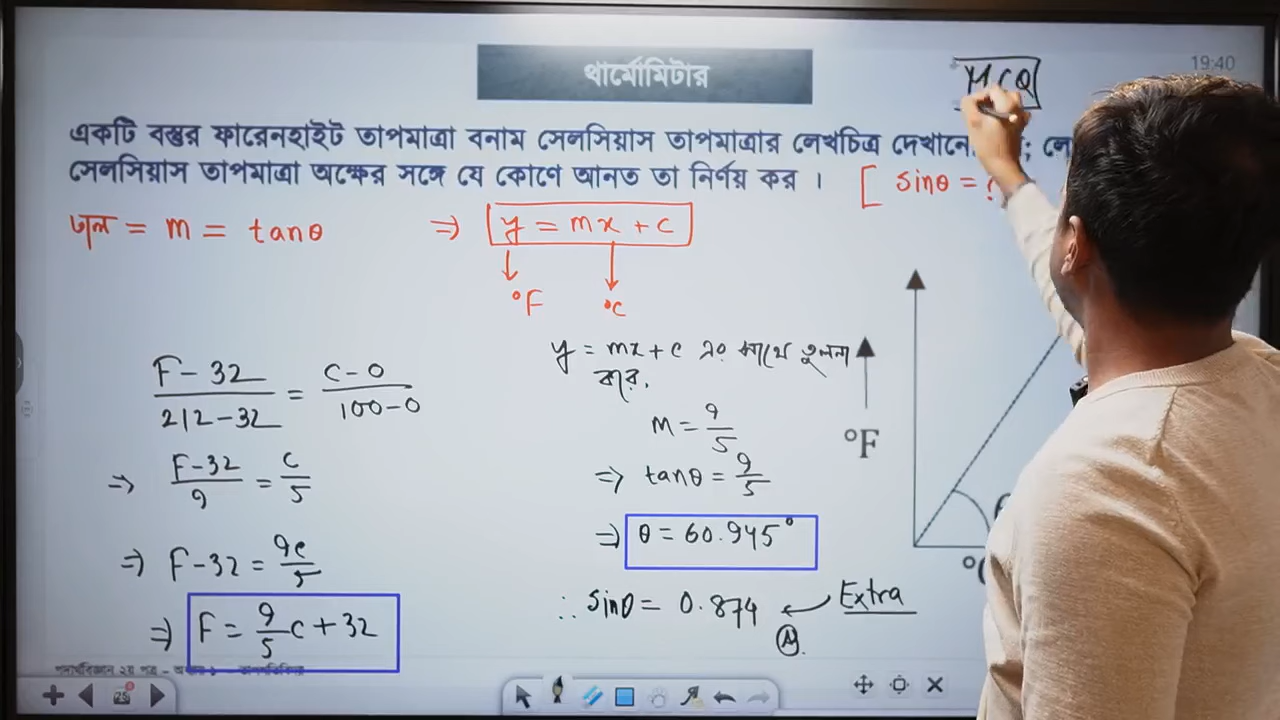 থার্মোমিটার
MCQ
19:40
একটি বস্তুর ফারেনহাইট তাপমাত্রা বনাম সেলসিয়াস তাপমাত্রার লেখচিত্র
সেলসিয়াস তাপমাত্রা অক্ষের সঙ্গে যে কোণে আনত তা নির্ণয় কর ।
[ sinθ = ?
ঢাল = m = tanθ
⇒ y = mx + c
°F
°C
F - 32 / 212 - 32 = C - 0 / 100 - 0
⇒ F - 32 / 9 = C / 5
⇒ F - 32 = 9C / 5
⇒ F = 9/5 C + 32
y = mx + c এর সাথে তুলনা
করে,
m = 9/5
⇒ tanθ = 9/5
⇒ θ = 60.945°
∴ sinθ = 0.874
Extra
°F